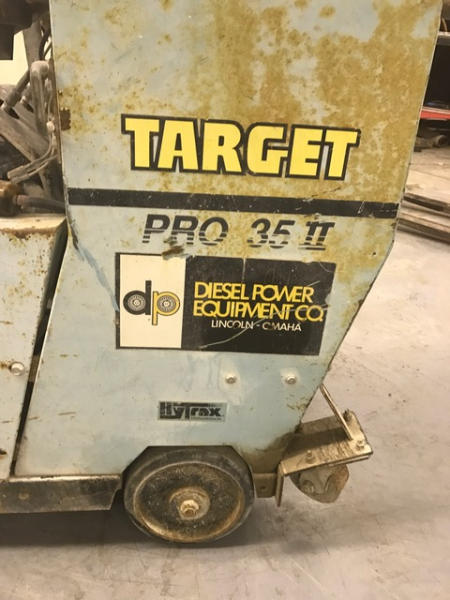 TARGET
PRO 35 II
dp
DIESEL POWER
EQUIPMENT CO.
LINCOLN - OMAHA
HyTrax